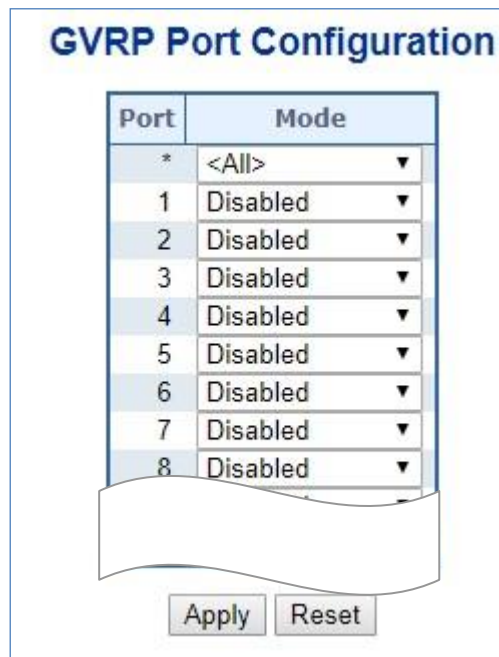 GVRP Port Configuration
Port Mode
* <All>
1 Disabled
2 Disabled
3 Disabled
4 Disabled
5 Disabled
6 Disabled
7 Disabled
8 Disabled
Apply Reset